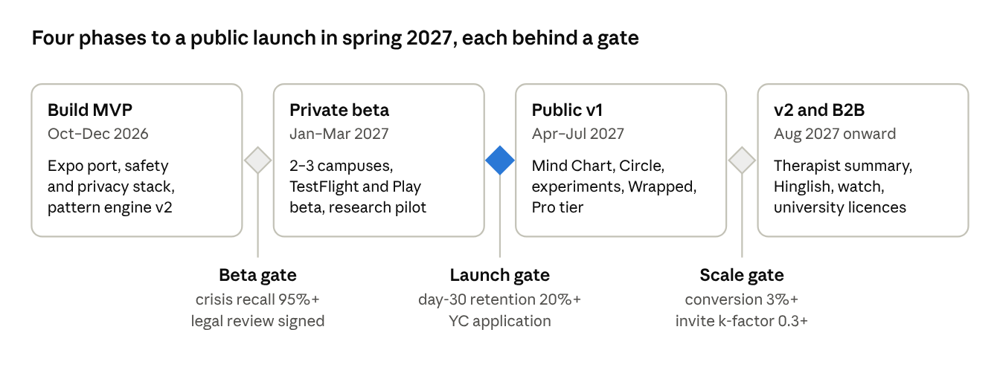 Four phases to a public launch in spring 2027, each behind a gate
Build MVP
Oct–Dec 2026
Expo port, safety
and privacy stack,
pattern engine v2
Private beta
Jan–Mar 2027
2–3 campuses,
TestFlight and Play
beta, research pilot
Public v1
Apr–Jul 2027
Mind Chart, Circle,
experiments, Wrapped,
Pro tier
v2 and B2B
Aug 2027 onward
Therapist summary,
Hinglish, watch,
university licences
Beta gate
crisis recall 95%+
legal review signed
Launch gate
day-30 retention 20%+
YC application
Scale gate
conversion 3%+
invite k-factor 0.3+